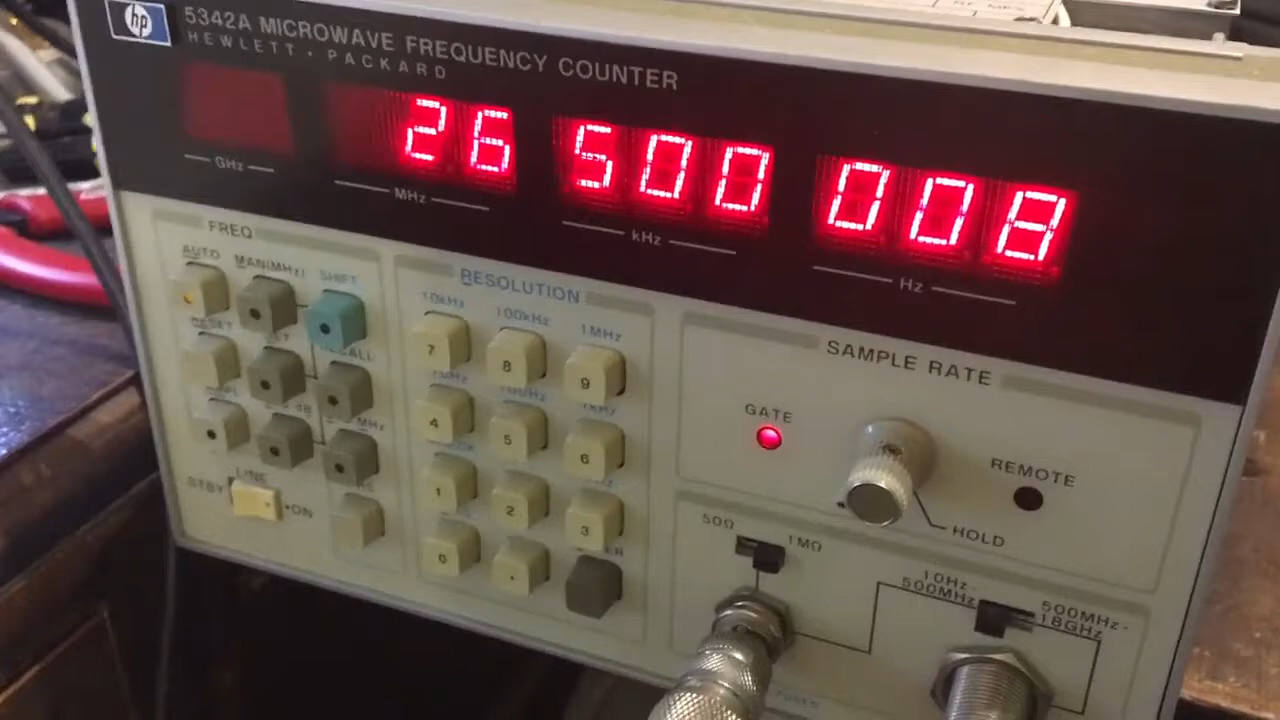 hp
5342A MICROWAVE FREQUENCY COUNTER
HEWLETT • PACKARD
26 500 008
GHz
MHz
kHz
Hz
FREQ
AUTO
MAN(MHz)
SHIFT
RESET
RECALL
dB
MHz
LINE
STBY
ON
RESOLUTION
10kHz
100kHz
1MHz
7
8
9
4
5
6
1
2
3
0
.
SAMPLE RATE
GATE
REMOTE
HOLD
50Ω
1MΩ
10Hz-
500MHz
500MHz-
18GHz